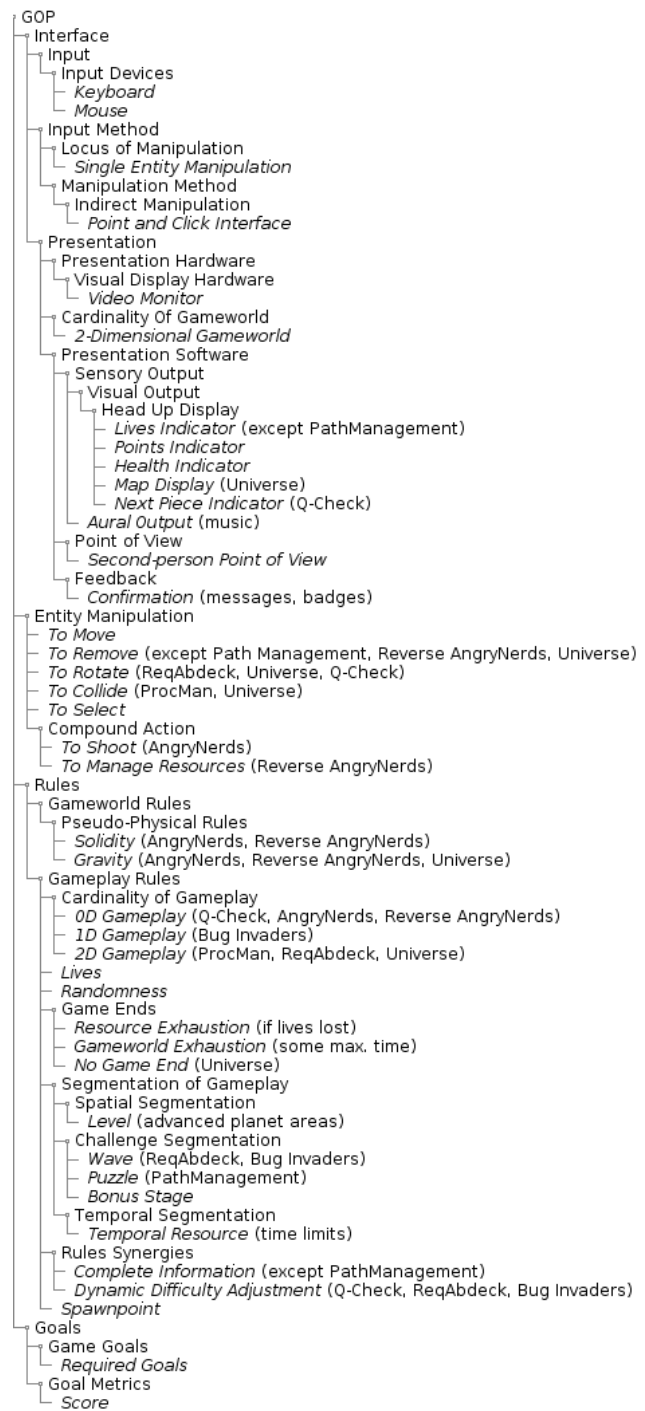 GOP
Interface
Input
Input Devices
Keyboard
Mouse
Input Method
Locus of Manipulation
Single Entity Manipulation
Manipulation Method
Indirect Manipulation
Point and Click Interface
Presentation
Presentation Hardware
Visual Display Hardware
Video Monitor
Cardinality Of Gameworld
2-Dimensional Gameworld
Presentation Software
Sensory Output
Visual Output
Head Up Display
Lives Indicator (except PathManagement)
Points Indicator
Health Indicator
Map Display (Universe)
Next Piece Indicator (Q-Check)
Aural Output (music)
Point of View
Second-person Point of View
Feedback
Confirmation (messages, badges)
Entity Manipulation
To Move
To Remove (except Path Management, Reverse AngryNerds, Universe)
To Rotate (ReqAbdeck, Universe, Q-Check)
To Collide (ProcMan, Universe)
To Select
Compound Action
To Shoot (AngryNerds)
To Manage Resources (Reverse AngryNerds)
Rules
Gameworld Rules
Pseudo-Physical Rules
Solidity (AngryNerds, Reverse AngryNerds)
Gravity (AngryNerds, Reverse AngryNerds, Universe)
Gameplay Rules
Cardinality of Gameplay
0D Gameplay (Q-Check, AngryNerds, Reverse AngryNerds)
1D Gameplay (Bug Invaders)
2D Gameplay (ProcMan, ReqAbdeck, Universe)
Lives
Randomness
Game Ends
Resource Exhaustion (if lives lost)
Gameworld Exhaustion (some max. time)
No Game End (Universe)
Segmentation of Gameplay
Spatial Segmentation
Level (advanced planet areas)
Challenge Segmentation
Wave (ReqAbdeck, Bug Invaders)
Puzzle (PathManagement)
Bonus Stage
Temporal Segmentation
Temporal Resource (time limits)
Rules Synergies
Complete Information (except PathManagement)
Dynamic Difficulty Adjustment (Q-Check, ReqAbdeck, Bug Invaders)
Spawnpoint
Goals
Game Goals
Required Goals
Goal Metrics
Score